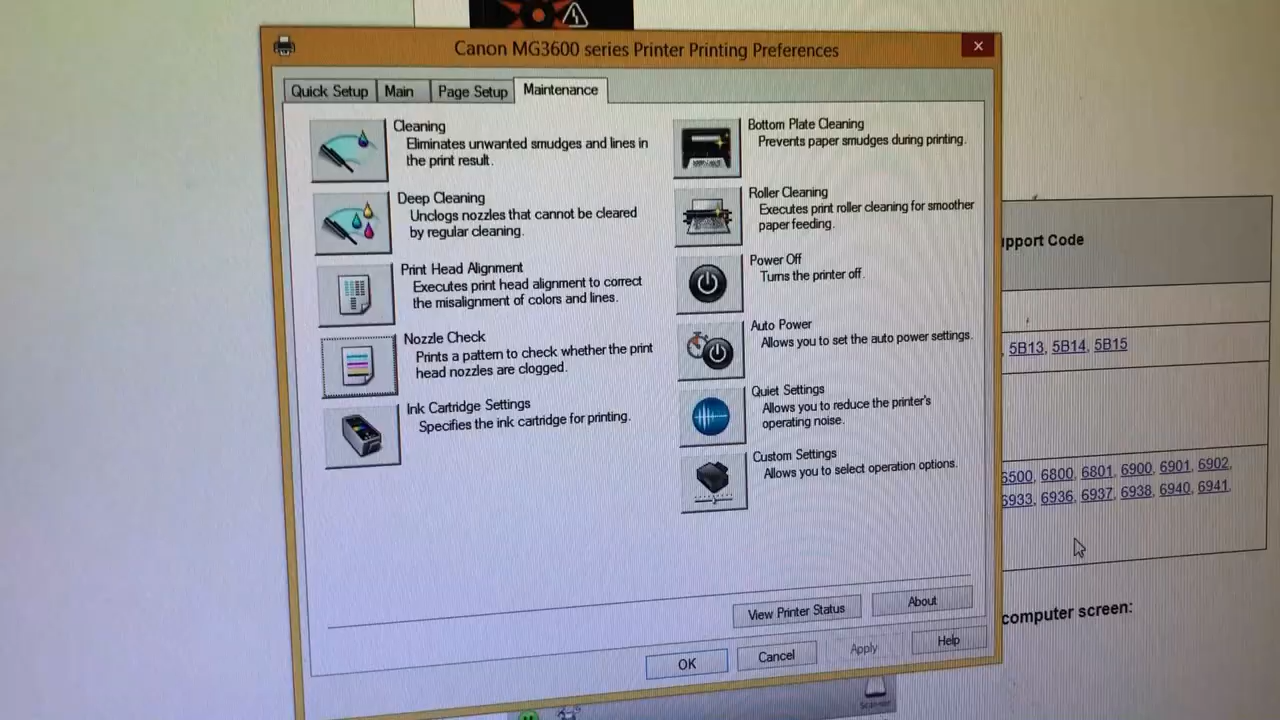 Canon MG3600 series Printer Printing Preferences
Quick Setup
Main
Page Setup
Maintenance
Cleaning
Eliminates unwanted smudges and lines in
the print result.
Deep Cleaning
Unclogs nozzles that cannot be cleared
by regular cleaning.
Print Head Alignment
Executes print head alignment to correct
the misalignment of colors and lines.
Nozzle Check
Prints a pattern to check whether the print
head nozzles are clogged.
Ink Cartridge Settings
Specifies the ink cartridge for printing.
Bottom Plate Cleaning
Prevents paper smudges during printing.
Roller Cleaning
Executes print roller cleaning for smoother
paper feeding.
Power Off
Turns the printer off.
Auto Power
Allows you to set the auto power settings.
Quiet Settings
Allows you to reduce the printer's
operating noise.
Custom Settings
Allows you to select operation options.
View Printer Status
About
OK
Cancel
Apply
Help
Code
, 5B13, 5B14, 5B15
6500, 6800, 6801, 6900, 6901, 6902,
6933, 6936, 6937, 6938, 6940, 6941,
computer screen: